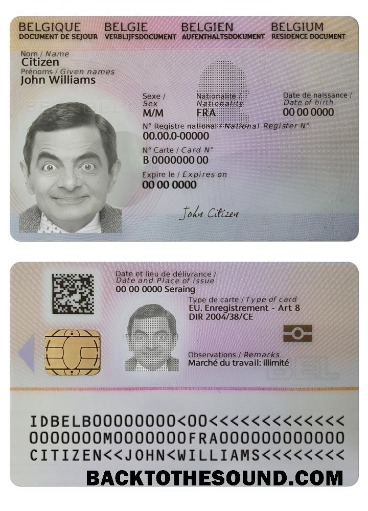 BELGIQUE BELGIE BELGIEN BELGIUM
DOCUMENT DE SEJOUR VERBLIJFSDOCUMENT AUFENTHALTSDOKUMENT RESIDENCE DOCUMENT
Nom / Name
Citizen
Prénoms / Given names
John Williams
Sexe / Nationalité / Date de naissance /
Sex Nationality Date of birth
M/M FRA 00 00 0000
N° Registre national / National Register N°
00.00.0-00000
N° Carte / Card N°
B 0000000 00
Expire le / Expires on
00 00 0000
John Citizen
Date et lieu de délivrance /
Date and Place of issue
00 00 0000 Seraing
Type de carte / Type of card
EU. Enregistrement - Art 8
DIR 2004/38/CE
Observations / Remarks
Marché du travail: illimité
IDBELB00000000<00<<<<<<<<<<<<<
0000000M0000000FRA000000000000
CITIZEN<<JOHN<WILLIAMS<<<<<<<<
BACKTOTHESOUND.COM